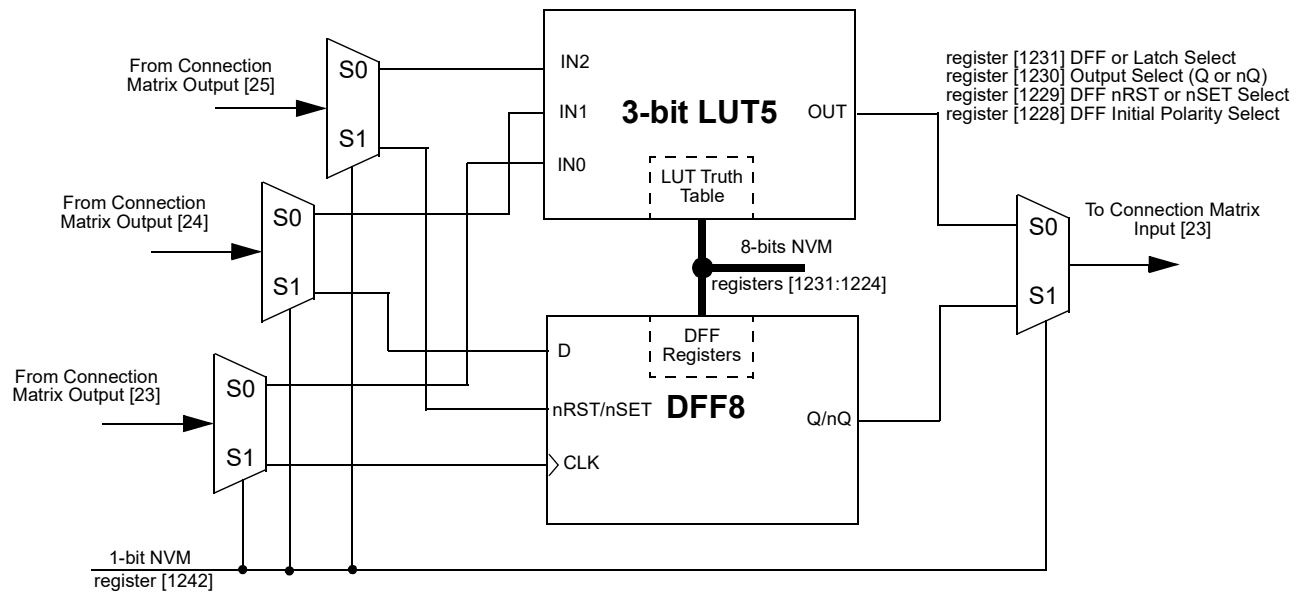 From Connection
Matrix Output [25]
S0
S1
IN2
IN1
IN0
3-bit LUT5
OUT
LUT Truth
Table
register [1231] DFF or Latch Select
register [1230] Output Select (Q or nQ)
register [1229] DFF nRST or nSET Select
register [1228] DFF Initial Polarity Select
From Connection
Matrix Output [24]
S0
S1
8-bits NVM
registers [1231:1224]
S0
S1
To Connection Matrix
Input [23]
From Connection
Matrix Output [23]
S0
S1
D
nRST/nSET
CLK
DFF
Registers
DFF8
Q/nQ
1-bit NVM
register [1242]